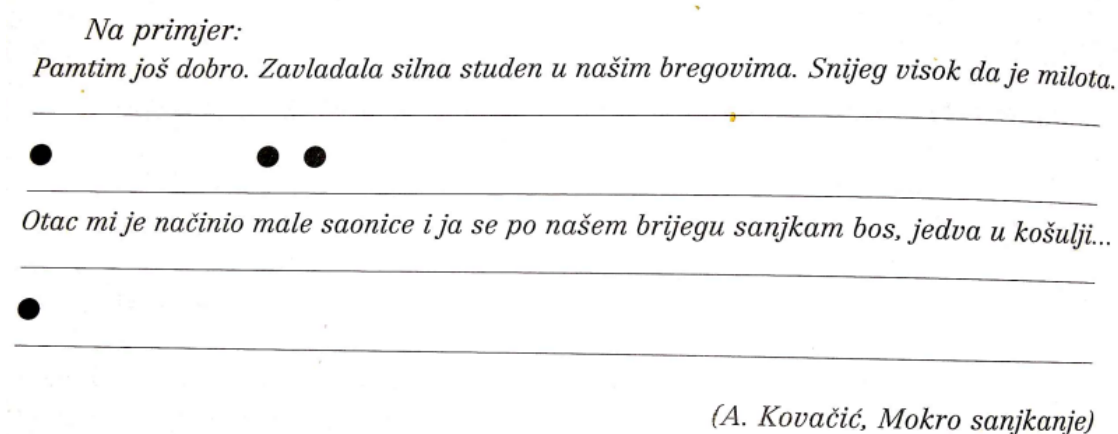 Na primjer:
Pamtim još dobro. Zavladala silna studen u našim bregovima. Snijeg visok da je milota.
Otac mi je načinio male saonice i ja se po našem brijegu sanjkam bos, jedva u košulji...
(A. Kovačić, Mokro sanjkanje)